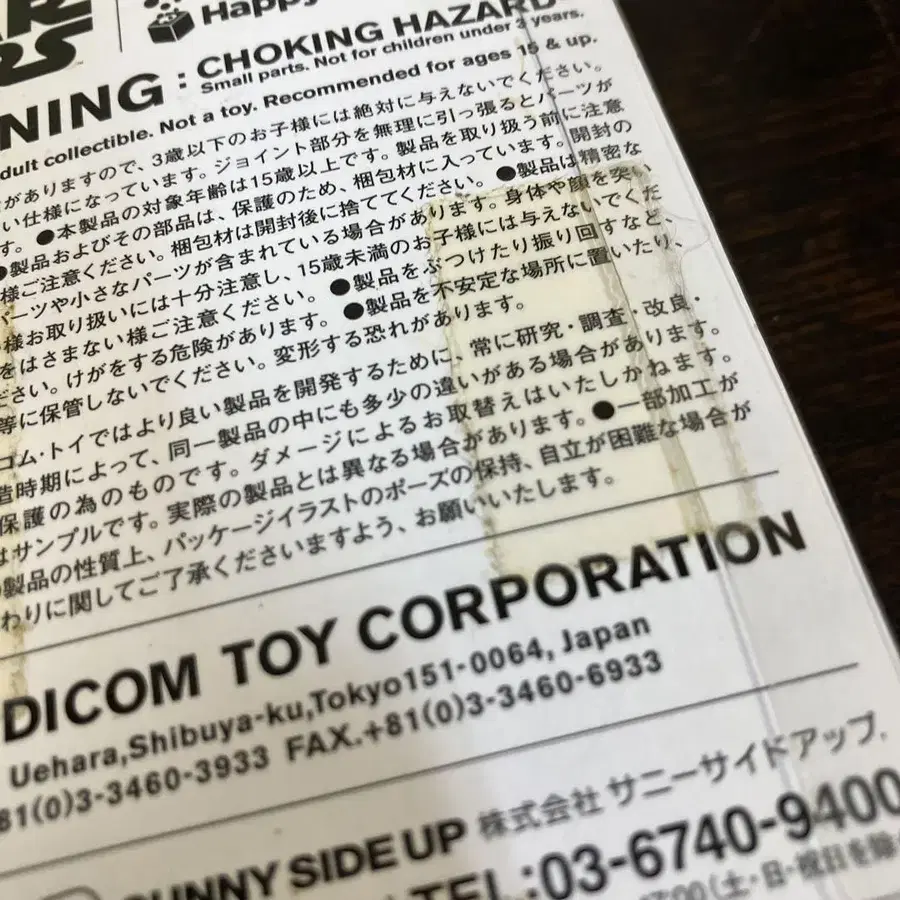 AR
RS
Happy
NING : CHOKING HAZARD-
Small parts. Not for children under 3 years.
dult collectible. Not a toy. Recommended for ages 15 & up.
がありますので、3歳以下のお子様には絶対に与えないでください。
い仕様になっています。ジョイント部分を無理に引っ張るとパーツが
す。●本製品の対象年齢は15歳以上です。製品を取り扱う前に注意
●製品およびその部品は、保護のため、梱包材に入っています。開封の
様ご注意ください。梱包材は開封後に捨ててください。●製品は精密な
パーツや小さなパーツが含まれている場合があります。身体や顔を突い
様お取り扱いには十分注意し、15歳未満のお子様には与えないでくだ
をはさまない様ご注意ください。●製品をぶつけたり振り回すなど、
ださい。けがをする危険があります。●製品を不安定な場所に置いたり、
等に保管しないでください。変形する恐れがあります。
コム・トイではより良い製品を開発するために、常に研究・調査・改良・
造時期によって、同一製品の中にも多少の違いがある場合があります。
保護の為のものです。ダメージによるお取替えはいたしかねます。
はサンプルです。実際の製品とは異なる場合があります。●一部加工が
製品の性質上、パッケージイラストのポーズの保持、自立が困難な場合が
わりに関してご了承くださいますよう、お願いいたします。
DICOM TOY CORPORATION
Uehara,Shibuya-ku,Tokyo151-0064, Japan
81(0)3-3460-3933 FAX.+81(0)3-3460-6933
SUNNY SIDE UP 株式会社 サニーサイドアップ.
TEL:03-6740-9400
7:00(土・日・祝日を除